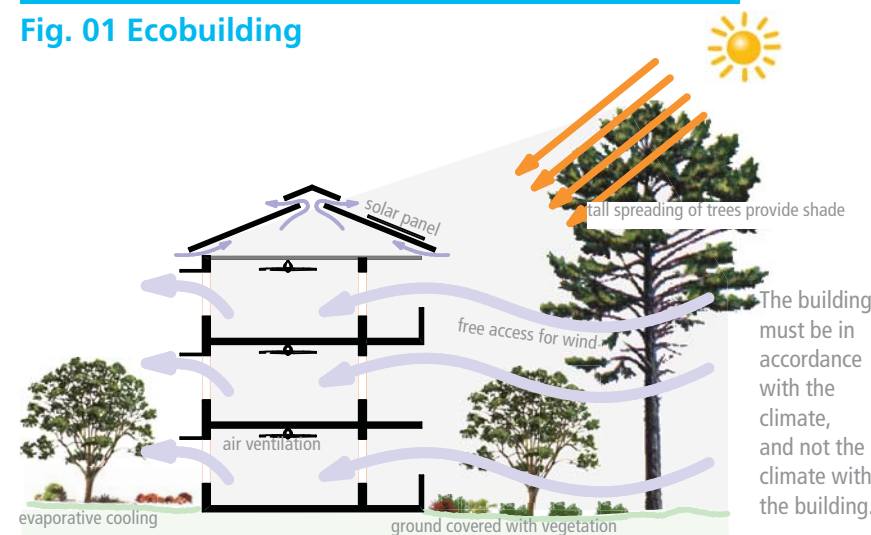 Fig. 01 Ecobuilding
solar panel
tall spreading of trees provide shade
free access for wind
The building
must be in
accordance
with the
climate,
and not the
climate with
the building.
air ventilation
evaporative cooling
ground covered with vegetation